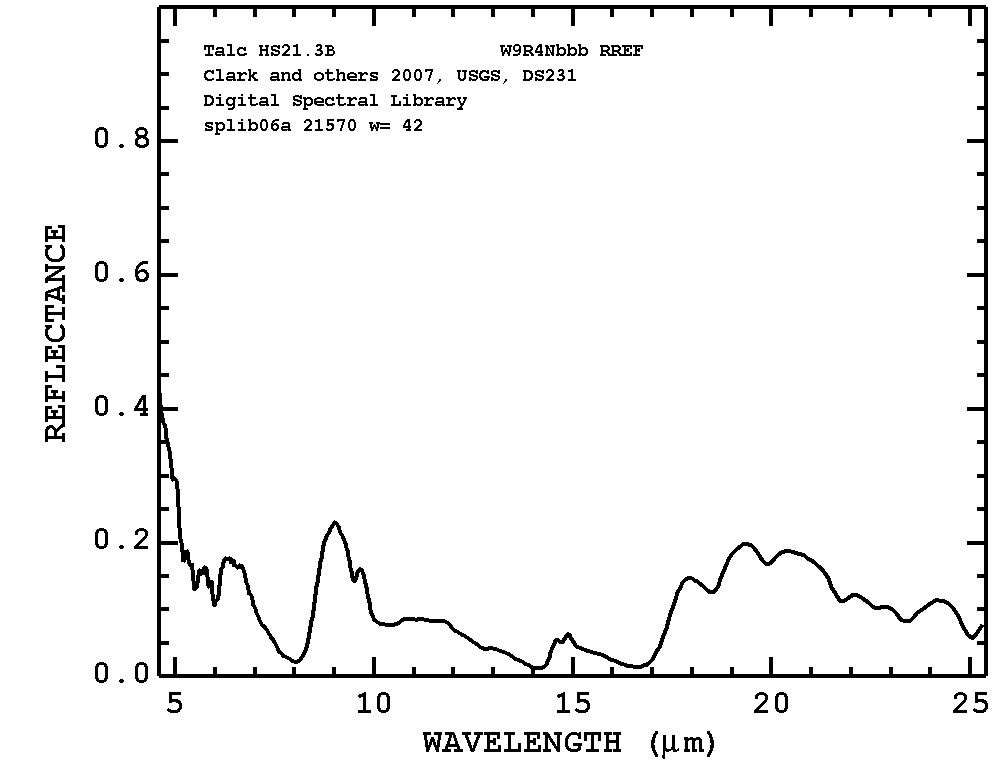 Talc HS21.3B W9R4Nbbb RREF
Clark and others 2007, USGS, DS231
Digital Spectral Library
splib06a 21570 w= 42
0.8
0.6
0.4
0.2
0.0
REFLECTANCE
5 10 15 20 25
WAVELENGTH (μm)